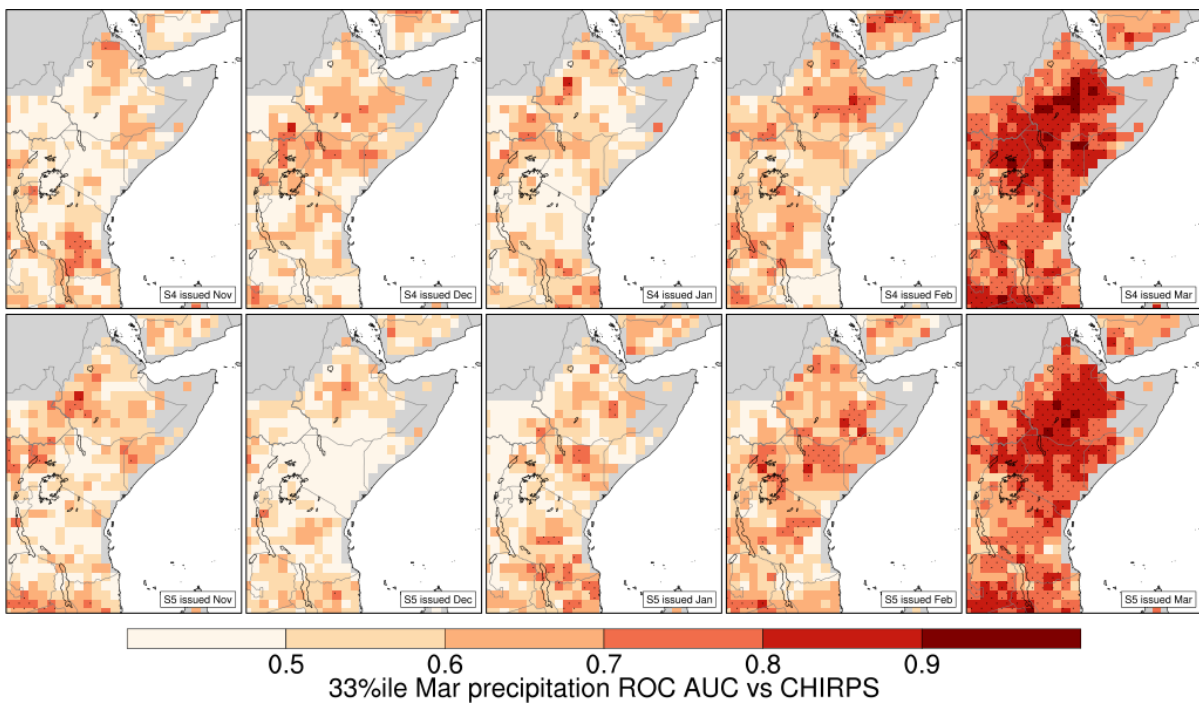 S4 issued Nov
S4 issued Dec
S4 issued Jan
S4 issued Feb
S4 issued Mar
S5 issued Nov
S5 issued Dec
S5 issued Jan
S5 issued Feb
S5 issued Mar
0.5 0.6 0.7 0.8 0.9
33%ile Mar precipitation ROC AUC vs CHIRPS